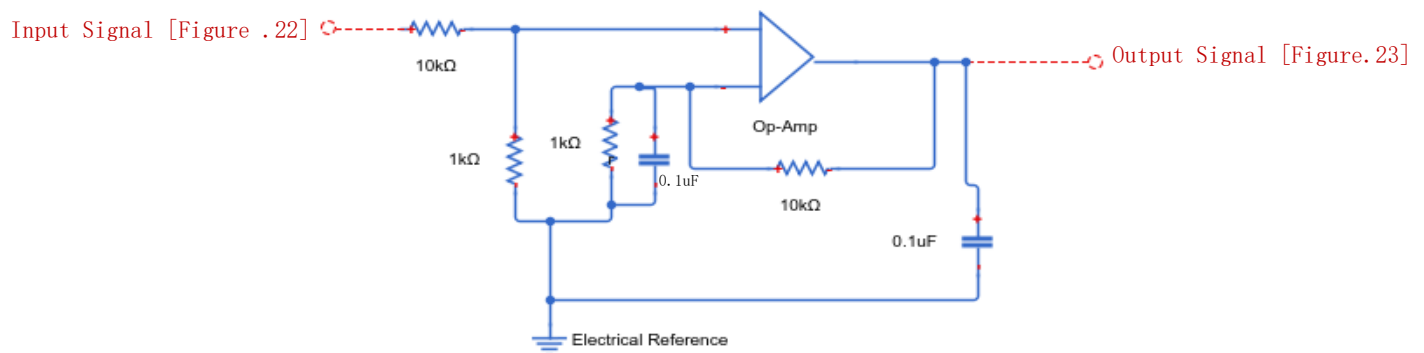 Input Signal [Figure .22]
Output Signal [Figure.23]
10kΩ
Op-Amp
1kΩ
1kΩ
F
0.1uF
10kΩ
0.1uF
Electrical Reference